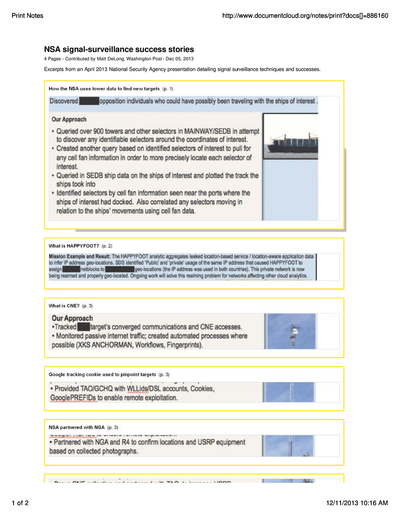 Print Notes
http://www.documentcloud.org/notes/print?docs[]=886160
NSA signal-surveillance success stories
4 Pages - Contributed by Matt DeLong, Washington Post - Dec 05, 2013
Excerpts from an April 2013 National Security Agency presentation detailing signal surveillance techniques and successes.
How the NSA uses tower data to find new targets (p. 1)
Discovered opposition individuals who could have possibly been traveling with the ships of interest.
Our Approach
• Queried over 900 towers and other selectors in MAINWAY/SEDB in attempt
to discover any identifiable selectors around the coordinates of interest.
• Created another query based on identified selectors of interest to pull for
any cell fan information in order to more precisely locate each selector of
interest.
• Queried in SEDB ship data on the ships of interest and plotted the track the
ships took into
• Identified selectors by cell fan information seen near the ports where the
ships of interest had docked. Also correlated any selectors moving in
relation to the ships' movements using cell fan data.
What is HAPPYFOOT? (p. 2)
Mission Example and Result: The HAPPYFOOT analytic aggregates leaked location-based service / location-aware application data
to infer IP address geo-locations. SDS identified 'Public' and 'private' usage of the same IP address that caused HAPPYFOOT to
assign netblocks to geo-locations (the IP address was used in both countries). This private network is now
being realmed and properly geo-located. Ongoing work will solve this realming problem for networks affecting other cloud analytics.
What is CNE? (p. 3)
Our Approach
•Tracked target's converged communications and CNE accesses.
• Monitored passive internet traffic; created automated processes where
possible (XKS ANCHORMAN, Workflows, Fingerprints).
Google tracking cookie used to pinpoint targets (p. 3)
• Provided TAO/GCHQ with WLLids/DSL accounts, Cookies,
GooglePREFIDs to enable remote exploitation.
NSA partnered with NGA (p. 3)
• Partnered with NGA and R4 to confirm locations and USRP equipment
based on collected photographs.
1 of 2
12/11/2013 10:16 AM